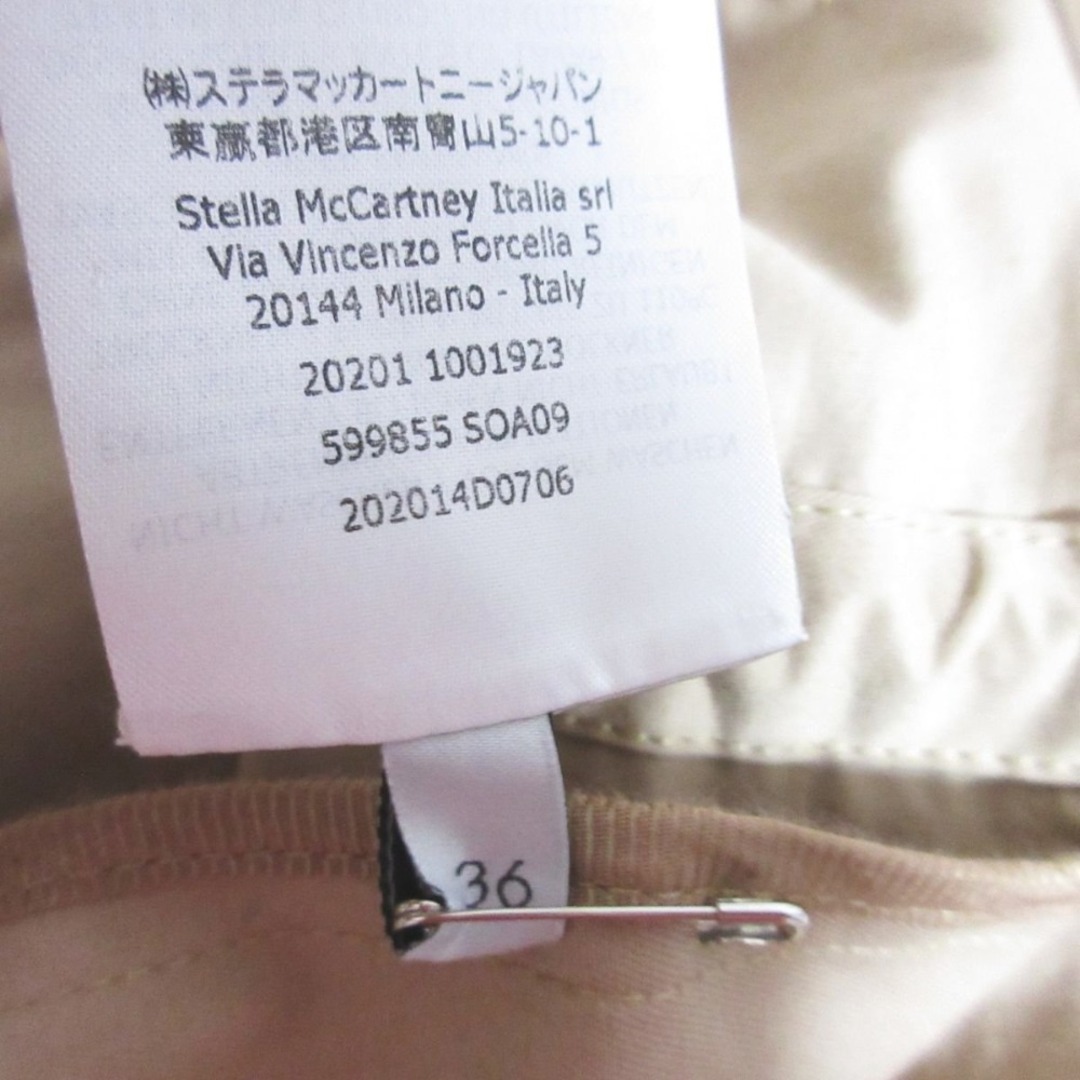 (株)ステラマッカートニージャパン
東京都港区南青山5-10-1
Stella McCartney Italia srl
Via Vincenzo Forcella 5
20144 Milano - Italy
20201 1001923
599855 SOA09
202014D0706
36